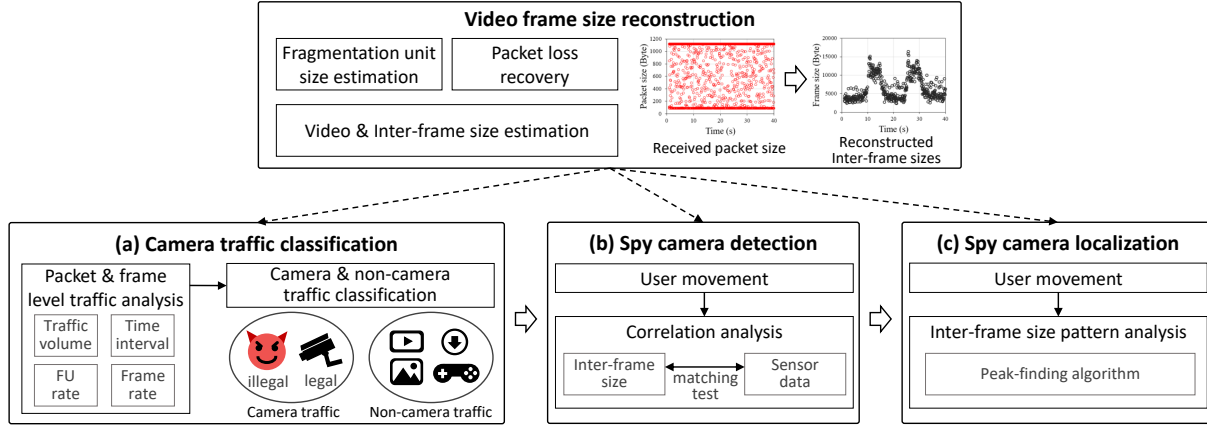 Video frame size reconstruction
Fragmentation unit
size estimation
Packet loss
recovery
Video & Inter-frame size estimation
Packet size (Byte)
1200
1000
800
600
400
200
0
0
10
20
30
40
Time (s)
Received packet size
Frame size (Byte)
20000
15000
10000
5000
0
0
10
20
30
40
Time (s)
Reconstructed
Inter-frame sizes
(a) Camera traffic classification
Packet & frame
level traffic analysis
Traffic
volume
Time
interval
FU
rate
Frame
rate
Camera & non-camera
traffic classification
illegal
legal
Camera traffic
Non-camera traffic
(b) Spy camera detection
User movement
Correlation analysis
Inter-frame
size
matching
test
Sensor
data
(c) Spy camera localization
User movement
Inter-frame size pattern analysis
Peak-finding algorithm